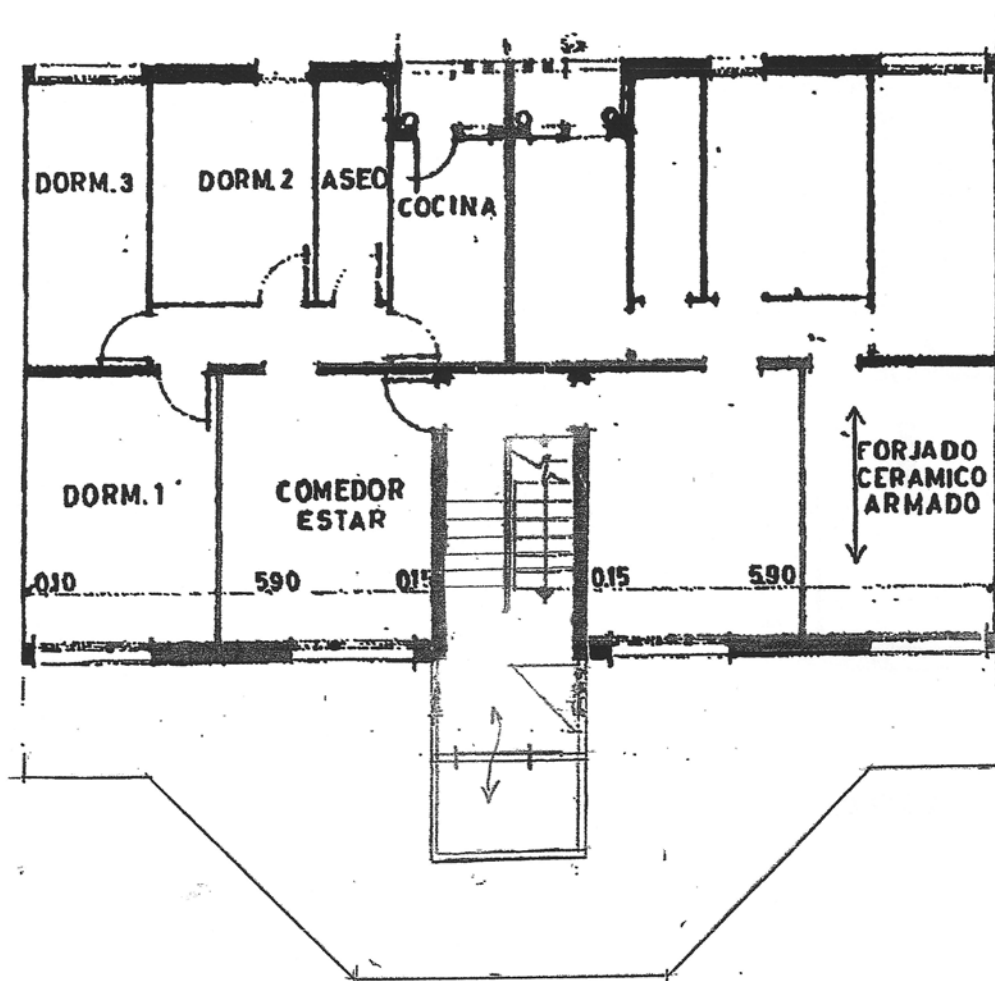 DORM.3
DORM.2
ASEO
COCINA
DORM.1
COMEDOR
ESTAR
FORJADO
CERAMICO
ARMADO
0.10
5.90
0.15
0.15
5.90